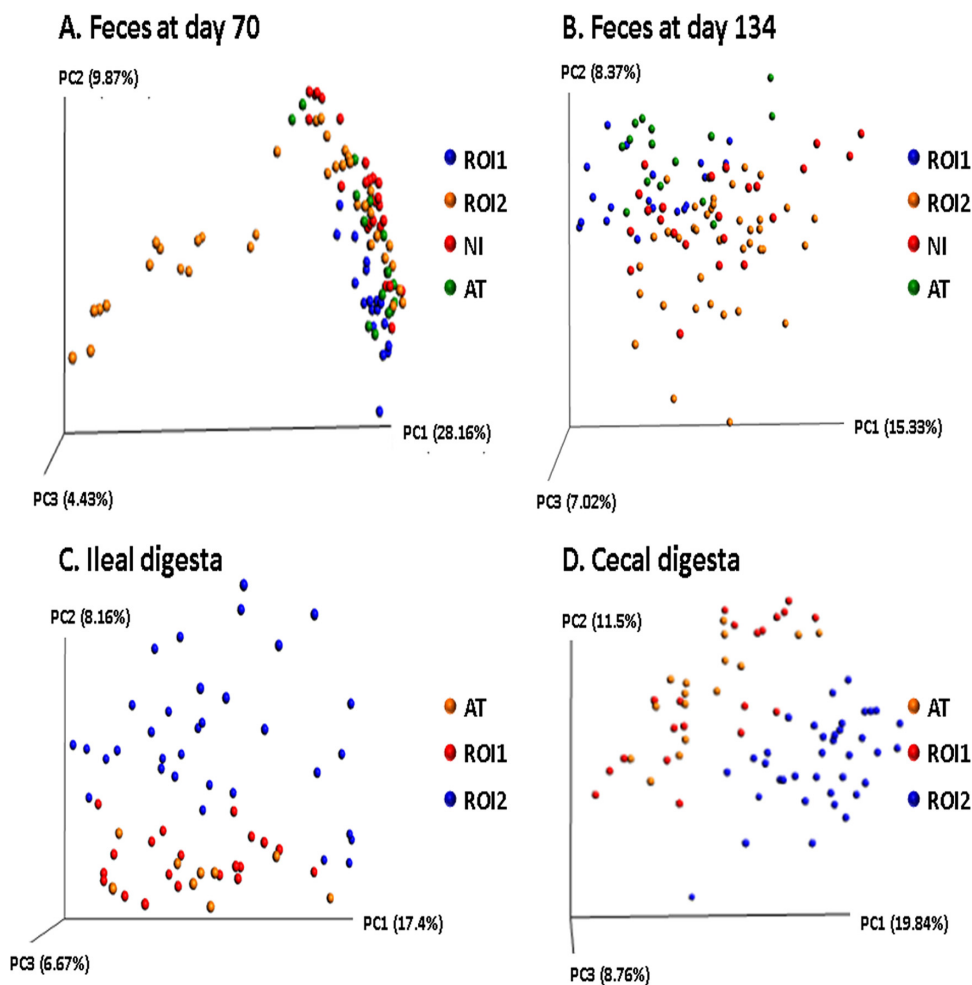 A. Feces at day 70
PC2 (9.87%)
ROI1
ROI2
NI
AT
PC1 (28.16%)
PC3 (4.43%)
B. Feces at day 134
PC2 (8.37%)
ROI1
ROI2
NI
AT
PC1 (15.33%)
PC3 (7.02%)
C. Ileal digesta
PC2 (8.16%)
AT
ROI1
ROI2
PC1 (17.4%)
PC3 (6.67%)
D. Cecal digesta
PC2 (11.5%)
AT
ROI1
ROI2
PC1 (19.84%)
PC3 (8.76%)